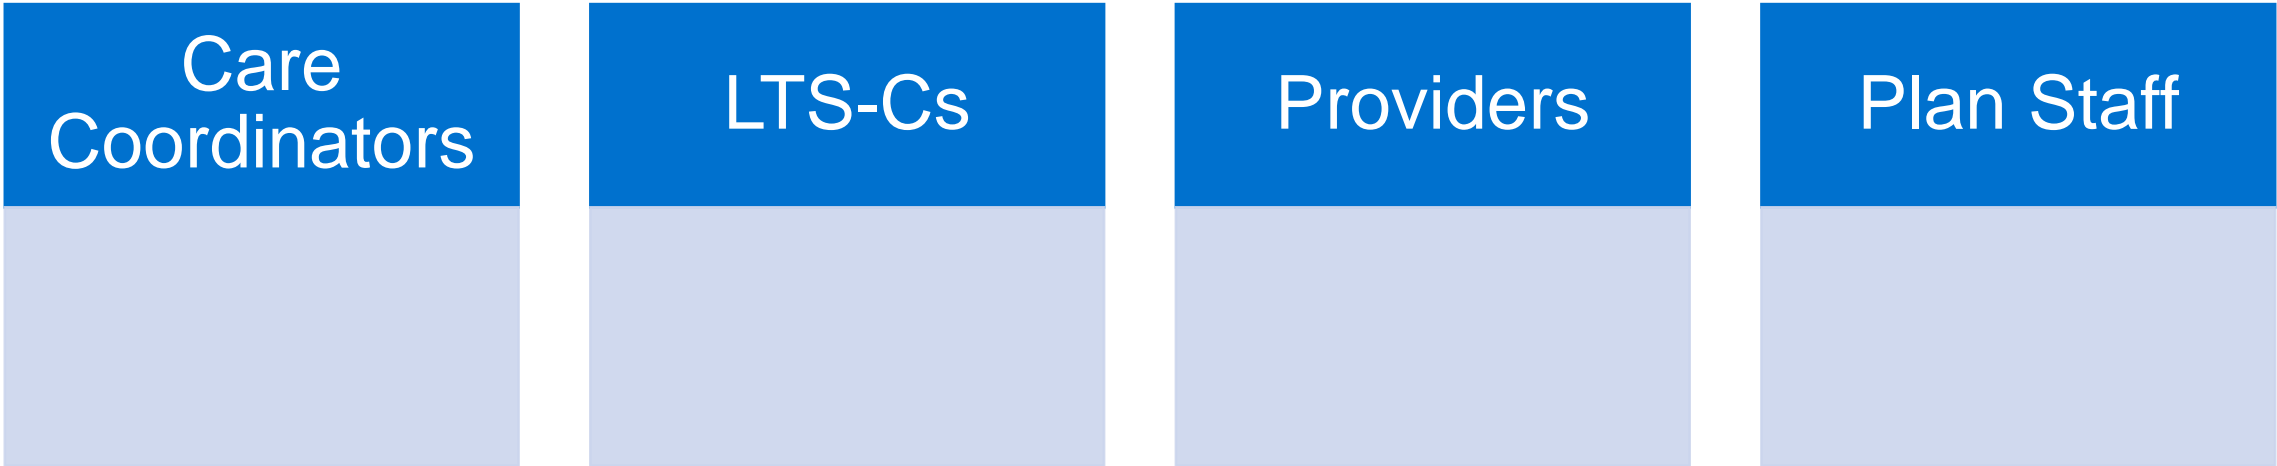 Care
Coordinators
LTS-Cs
Providers
Plan Staff